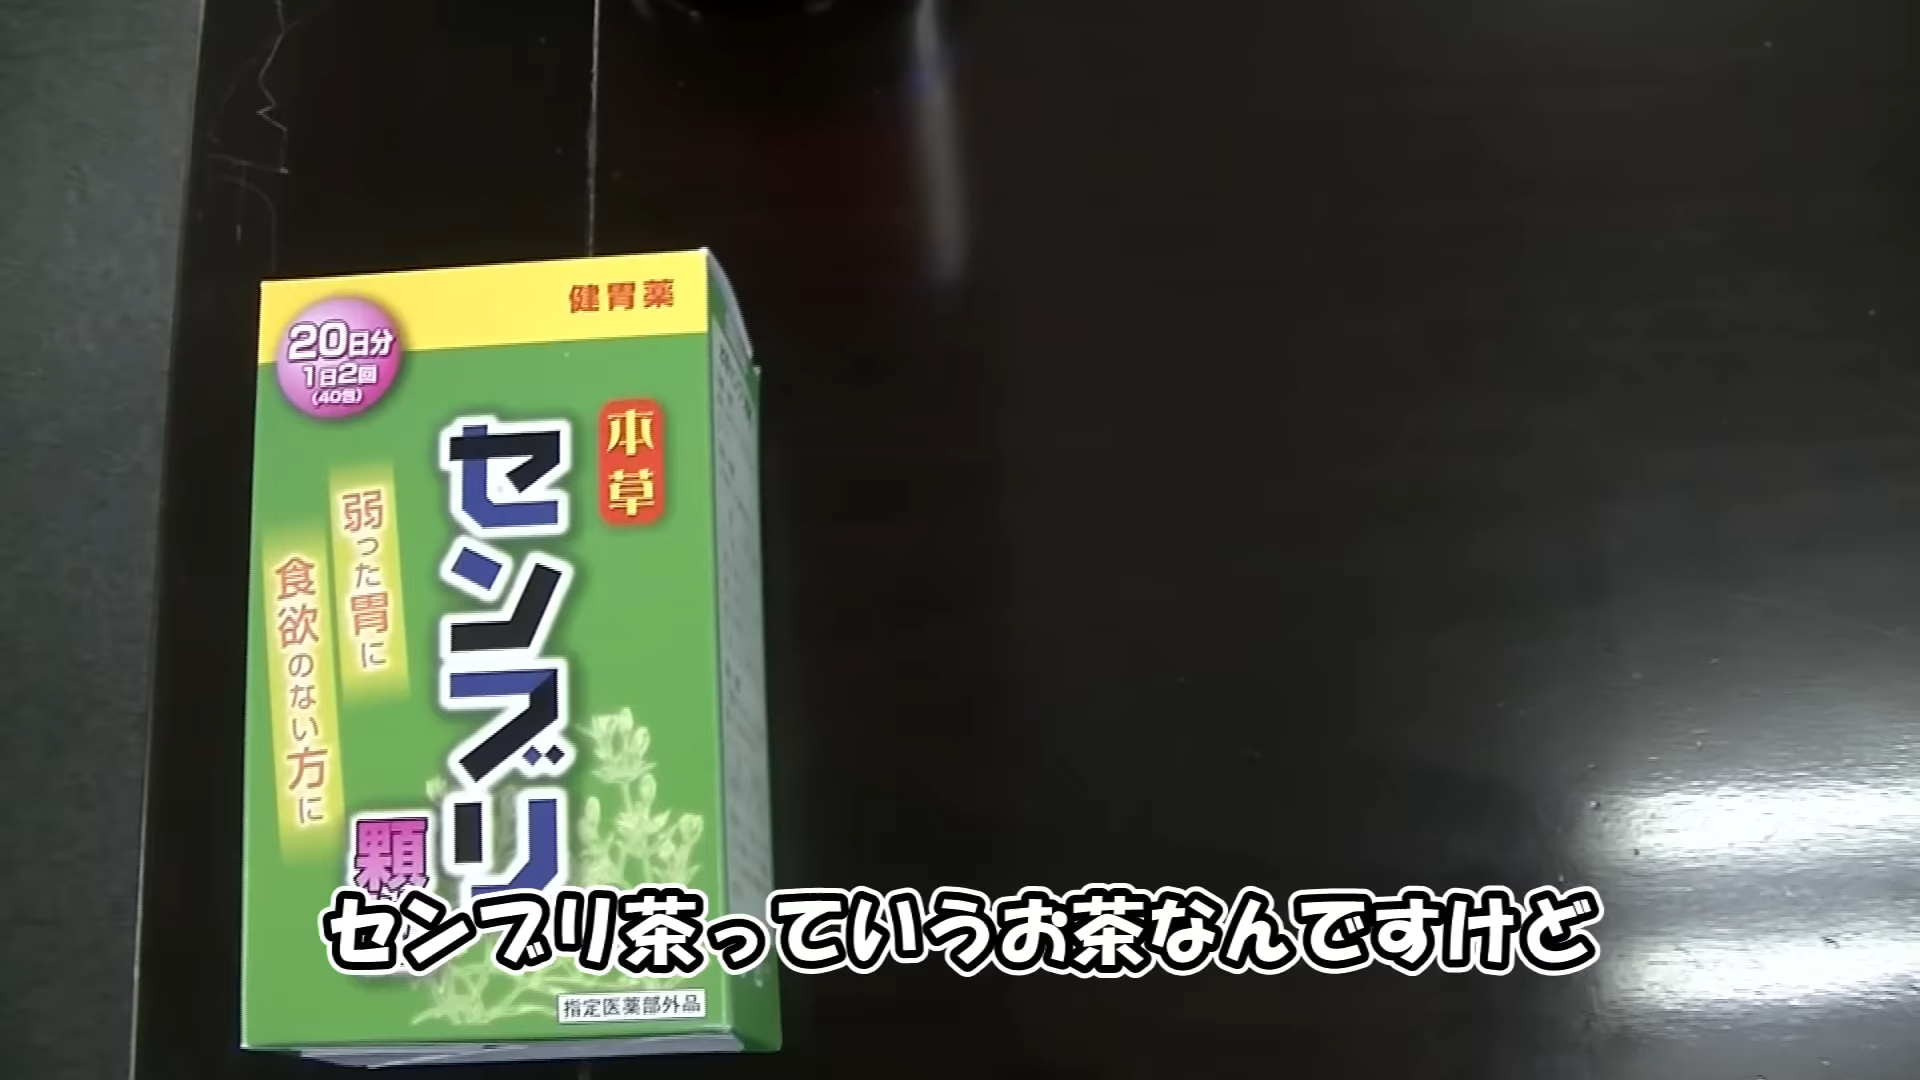 健胃薬
20日分
1日2回
(40包)
本草
センブリ
顆
弱った胃に
食欲のない方に
センブリ茶っていうお茶なんですけど
指定医薬部外品